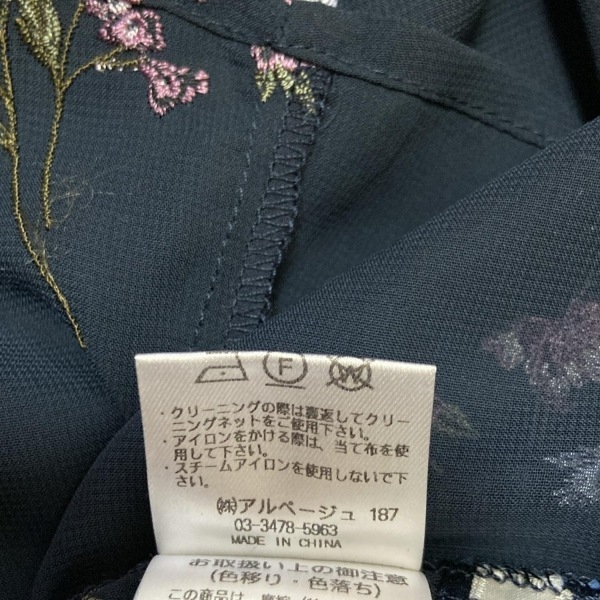 F
W
・クリーニングの際は裏返してクリー
ニングネットをご使用下さい。
・アイロンをかける際は、当て布を使
用して下さい。
・スチームアイロンを使用しないで下
さい。
㈱アルページュ 187
03-3478-5963
MADE IN CHINA
お取扱い上の御注意
(色移り・色落ち)
この商品は、摩擦